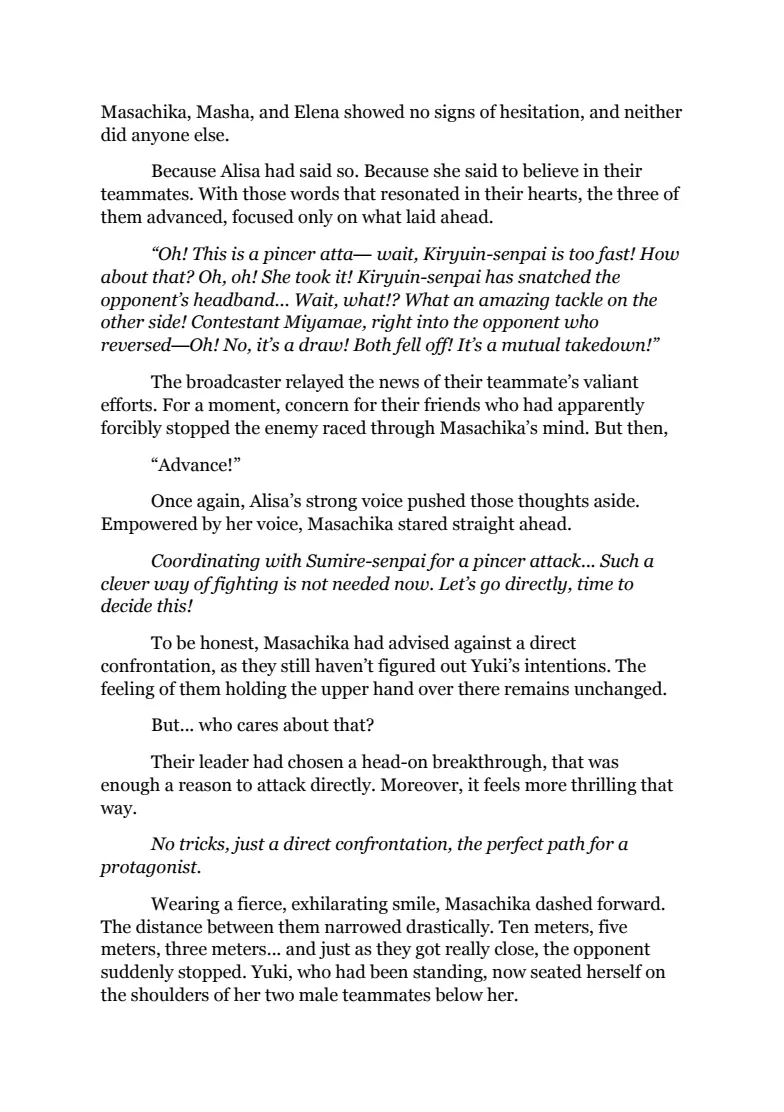 Masachika, Masha, and Elena showed no signs of hesitation, and neither
did anyone else.
Because Alisa had said so. Because she said to believe in their
teammates. With those words that resonated in their hearts, the three of
them advanced, focused only on what laid ahead.
“Oh! This is a pincer atta— wait, Kiryuin-senpai is too fast! How
about that? Oh, oh! She took it! Kiryuin-senpai has snatched the
opponent’s headband... Wait, what!? What an amazing tackle on the
other side! Contestant Miyamae, right into the opponent who
reversed—Oh! No, it’s a draw! Both fell off! It’s a mutual takedown!”
The broadcaster relayed the news of their teammate’s valiant
efforts. For a moment, concern for their friends who had apparently
forcibly stopped the enemy raced through Masachika’s mind. But then,
“Advance!”
Once again, Alisa’s strong voice pushed those thoughts aside.
Empowered by her voice, Masachika stared straight ahead.
Coordinating with Sumire-senpai for a pincer attack... Such a
clever way of fighting is not needed now. Let’s go directly, time to
decide this!
To be honest, Masachika had advised against a direct
confrontation, as they still haven’t figured out Yuki’s intentions. The
feeling of them holding the upper hand over there remains unchanged.
But... who cares about that?
Their leader had chosen a head-on breakthrough, that was
enough a reason to attack directly. Moreover, it feels more thrilling that
way.
No tricks, just a direct confrontation, the perfect path for a
protagonist.
Wearing a fierce, exhilarating smile, Masachika dashed forward.
The distance between them narrowed drastically. Ten meters, five
meters, three meters... and just as they got really close, the opponent
suddenly stopped. Yuki, who had been standing, now seated herself on
the shoulders of her two male teammates below her.